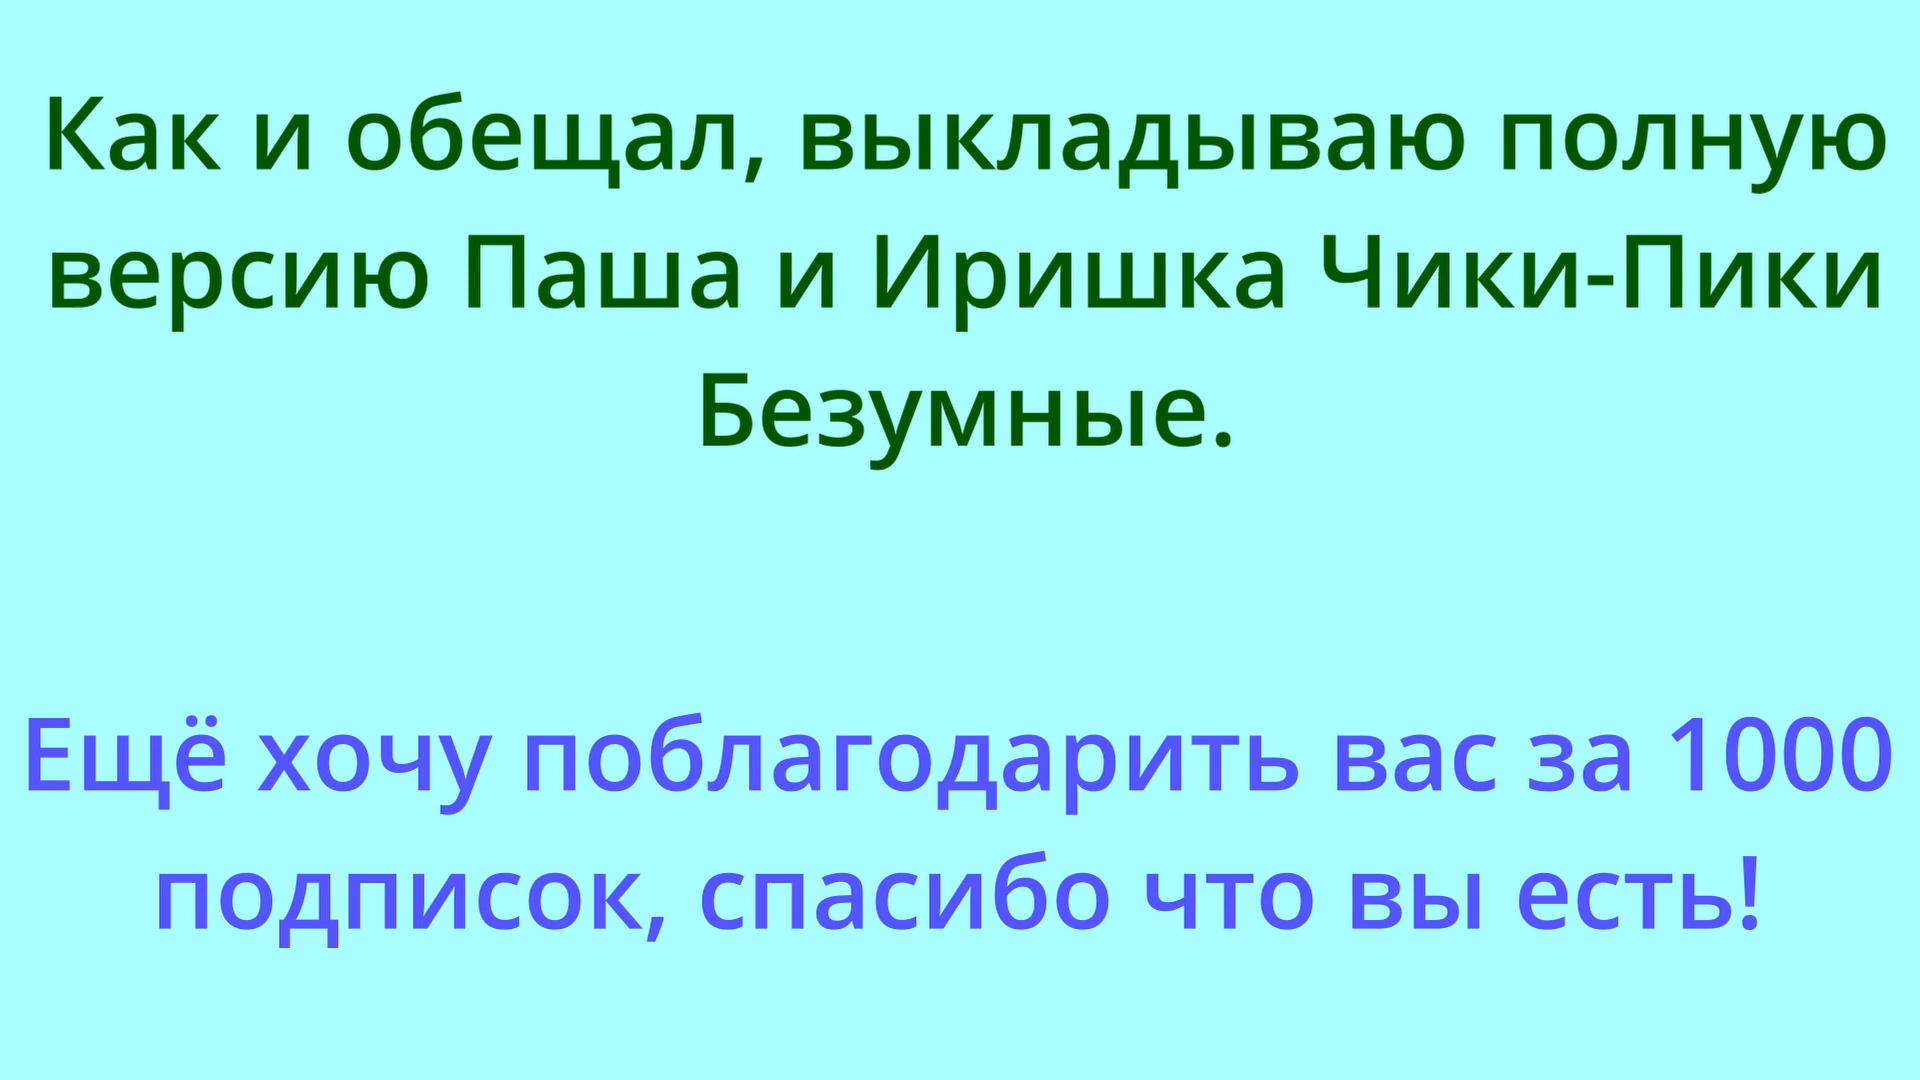 Как и обещал, выкладываю полную
версию Паша и Иришка Чики-Пики
Безумные.
Ещё хочу поблагодарить вас за 1000
подписок, спасибо что вы есть!